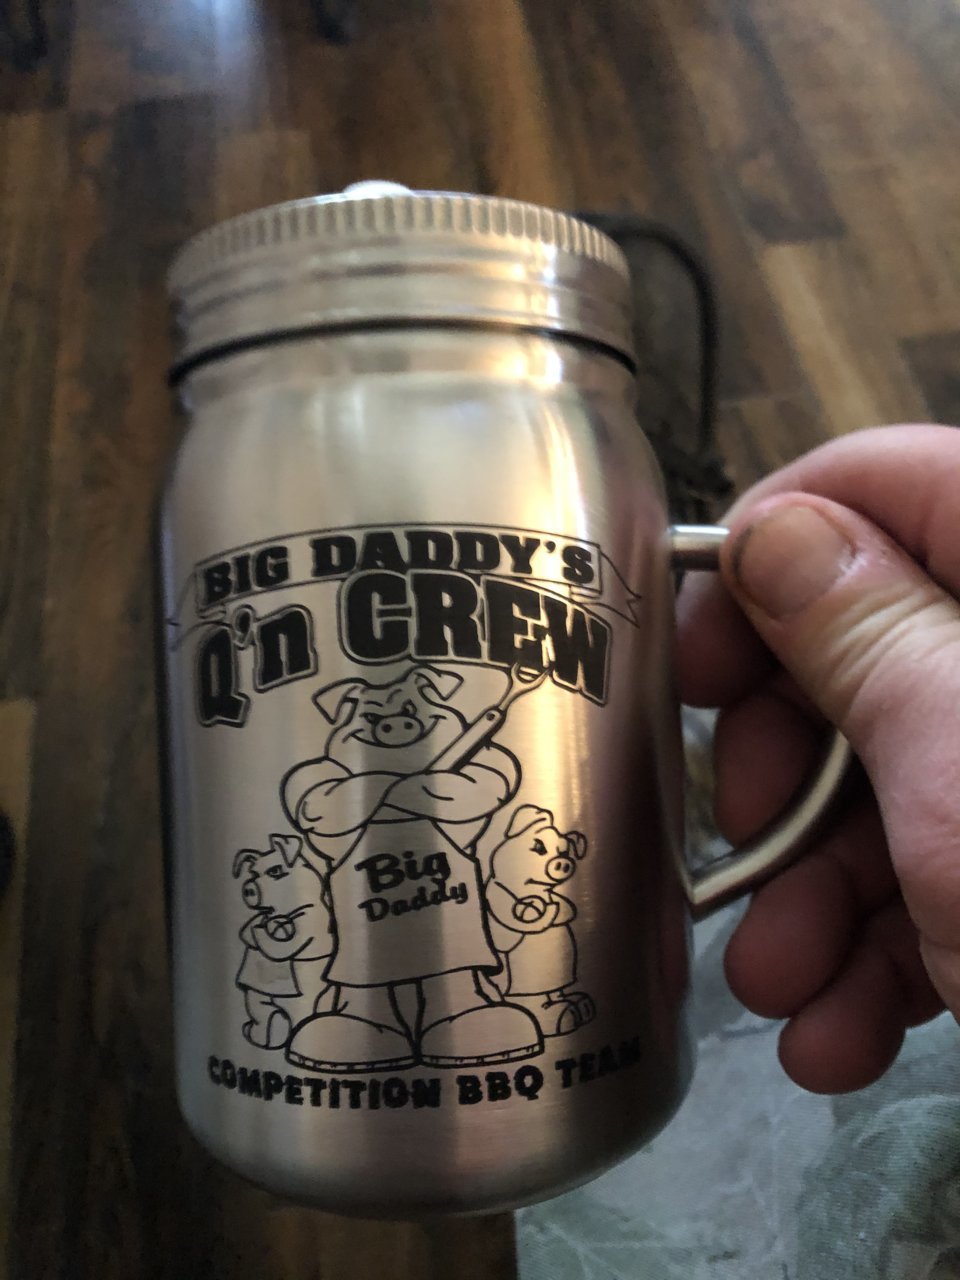 BIG DADDY'S
Q'n CREW
Big
Daddy
COMPETITION BBQ TEAM